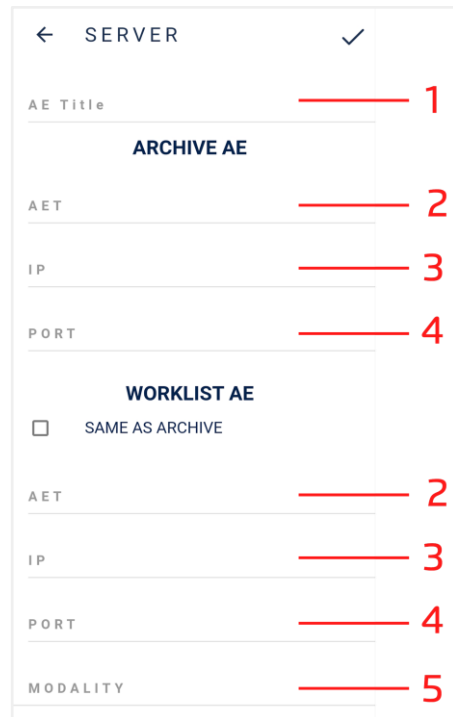 SERVER
AE Title 1
ARCHIVE AE
AET 2
IP 3
PORT 4
WORKLIST AE
SAME AS ARCHIVE
AET 2
IP 3
PORT 4
MODALITY 5